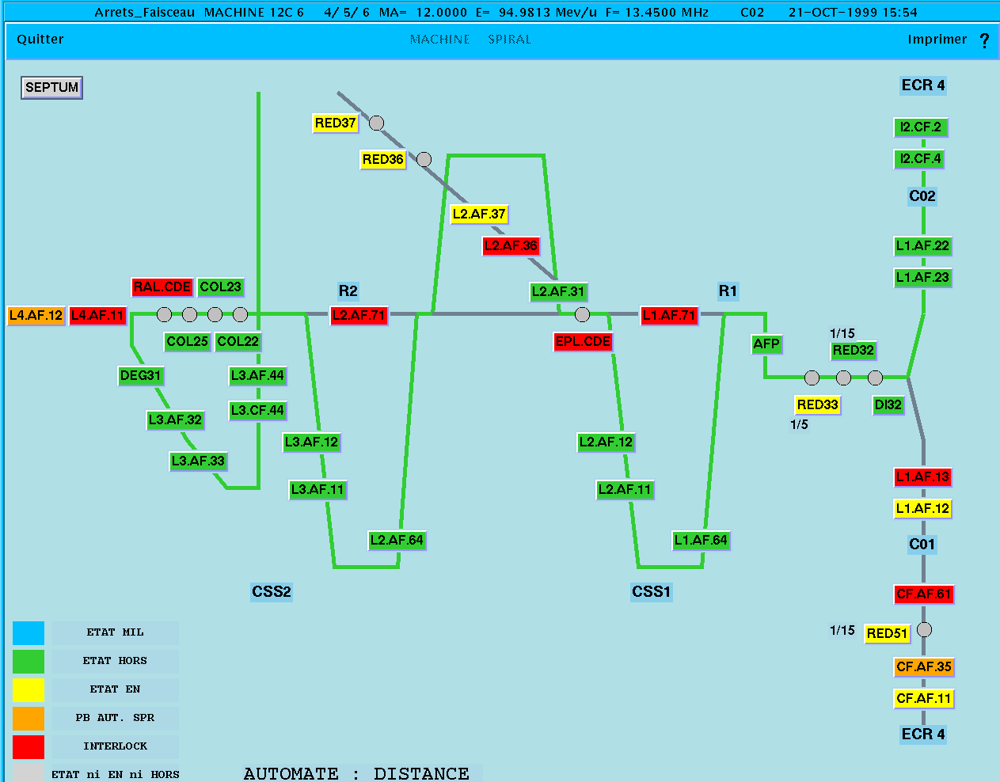 Arrets_Faisceau MACHINE 12C 6 4/ 5/ 6 MA= 12.0000 E= 94.9813 Mev/u F= 13.4500 MHz C02 21-OCT-1999 15:54
Quitter MACHINE SPIRAL Imprimer ?
SEPTUM
ECR 4
RED37
I2.CF.2
RED36
I2.CF.4
C02
L2.AF.37
L2.AF.36
L1.AF.22
L1.AF.23
RAL.CDE COL23
R2
L2.AF.31
R1
L4.AF.12 L4.AF.11
L2.AF.71
L1.AF.71
COL25 COL22
EPL.CDE
AFP
1/15
RED32
DEG31
L3.AF.44
RED33
DI32
1/5
L3.CF.44
L3.AF.32
L3.AF.12
L2.AF.12
L3.AF.33
L3.AF.11
L2.AF.11
L1.AF.13
L1.AF.12
L2.AF.64
L1.AF.64
C01
CSS2
CSS1
CF.AF.61
1/15
RED51
CF.AF.35
CF.AF.11
ECR 4
ETAT MIL
ETAT HORS
ETAT EN
PB AUT. SPR
INTERLOCK
ETAT ni EN ni HORS
AUTOMATE : DISTANCE